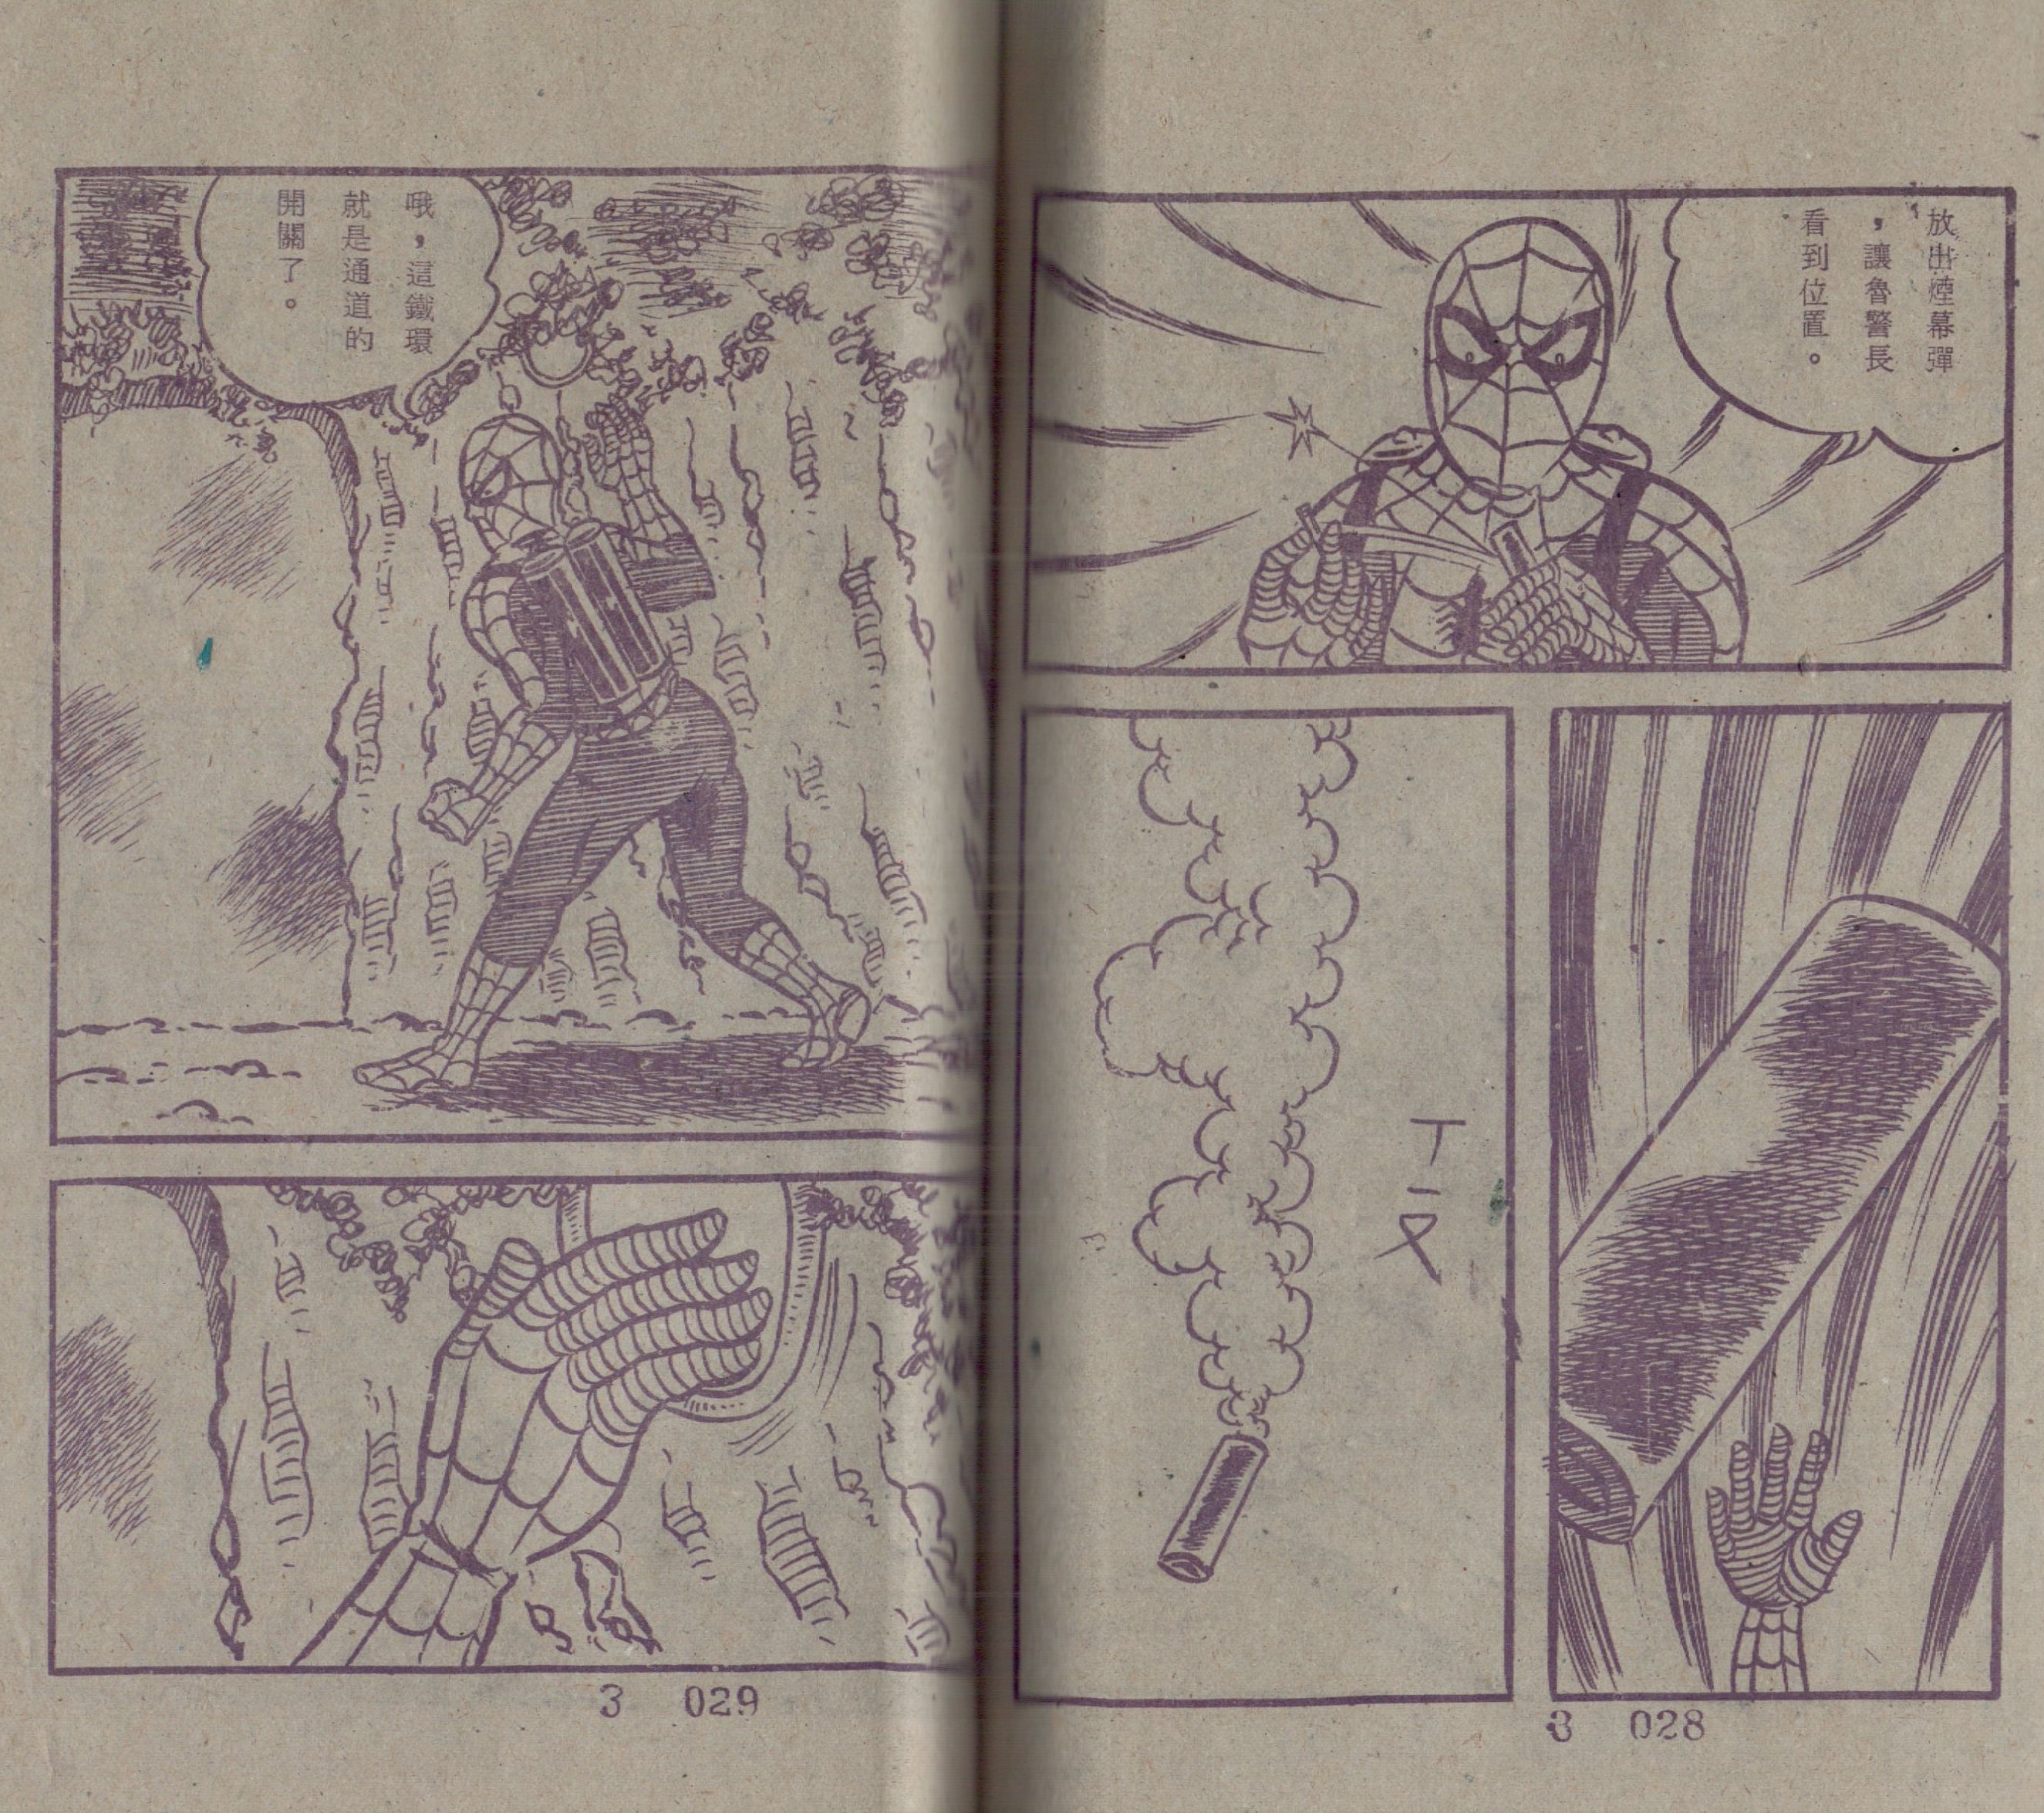 放出煙幕彈
，讓魯警長
看到位置。
ㄒㄧㄡ
3 028
哦，這鐵環
就是通道的
開關了。
3 029